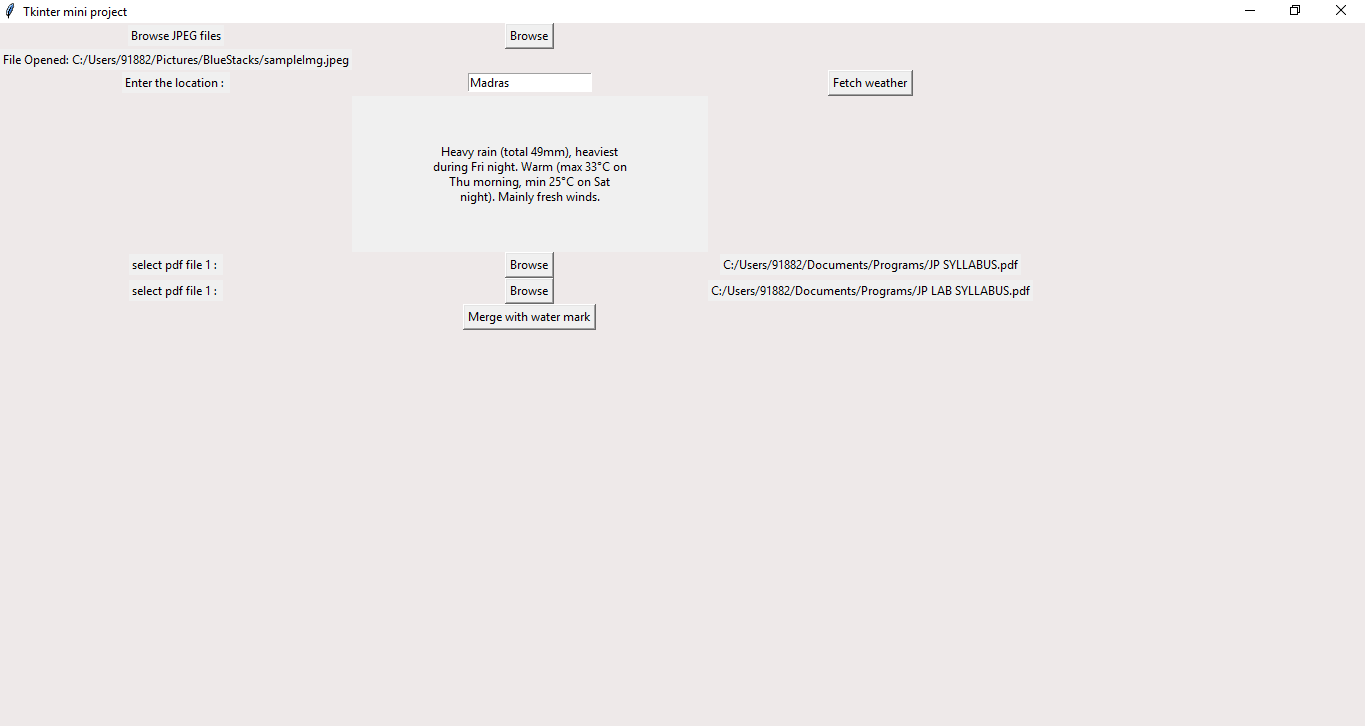 Tkinter mini project
Browse JPEG files Browse
File Opened: C:/Users/91882/Pictures/BlueStacks/sampleImg.jpeg
Enter the location : Madras Fetch weather
Heavy rain (total 49mm), heaviest
during Fri night. Warm (max 33°C on
Thu morning, min 25°C on Sat
night). Mainly fresh winds.
select pdf file 1 : Browse C:/Users/91882/Documents/Programs/JP SYLLABUS.pdf
select pdf file 1 : Browse C:/Users/91882/Documents/Programs/JP LAB SYLLABUS.pdf
Merge with water mark